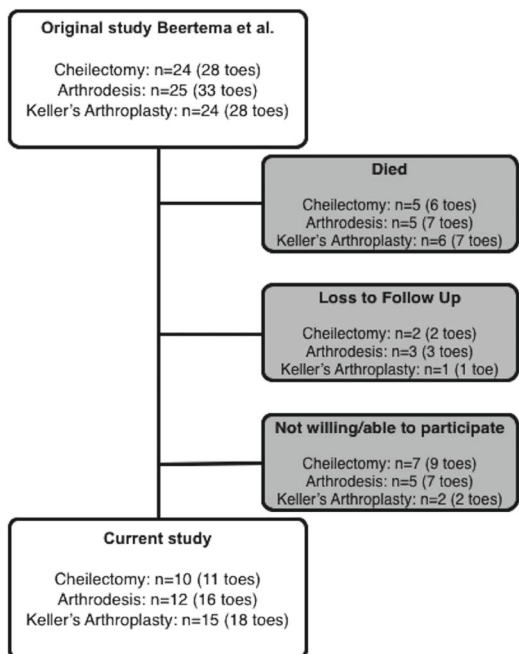 Original study Beertema et al.
Cheilectomy: n=24 (28 toes)
Arthrodesis: n=25 (33 toes)
Keller's Arthroplasty: n=24 (28 toes)
Died
Cheilectomy: n=5 (6 toes)
Arthrodesis: n=5 (7 toes)
Keller's Arthroplasty: n=6 (7 toes)
Loss to Follow Up
Cheilectomy: n=2 (2 toes)
Arthrodesis: n=3 (3 toes)
Keller's Arthroplasty: n=1 (1 toe)
Not willing/able to participate
Cheilectomy: n=7 (9 toes)
Arthrodesis: n=5 (7 toes)
Keller's Arthroplasty: n=2 (2 toes)
Current study
Cheilectomy: n=10 (11 toes)
Arthrodesis: n=12 (16 toes)
Keller's Arthroplasty: n=15 (18 toes)